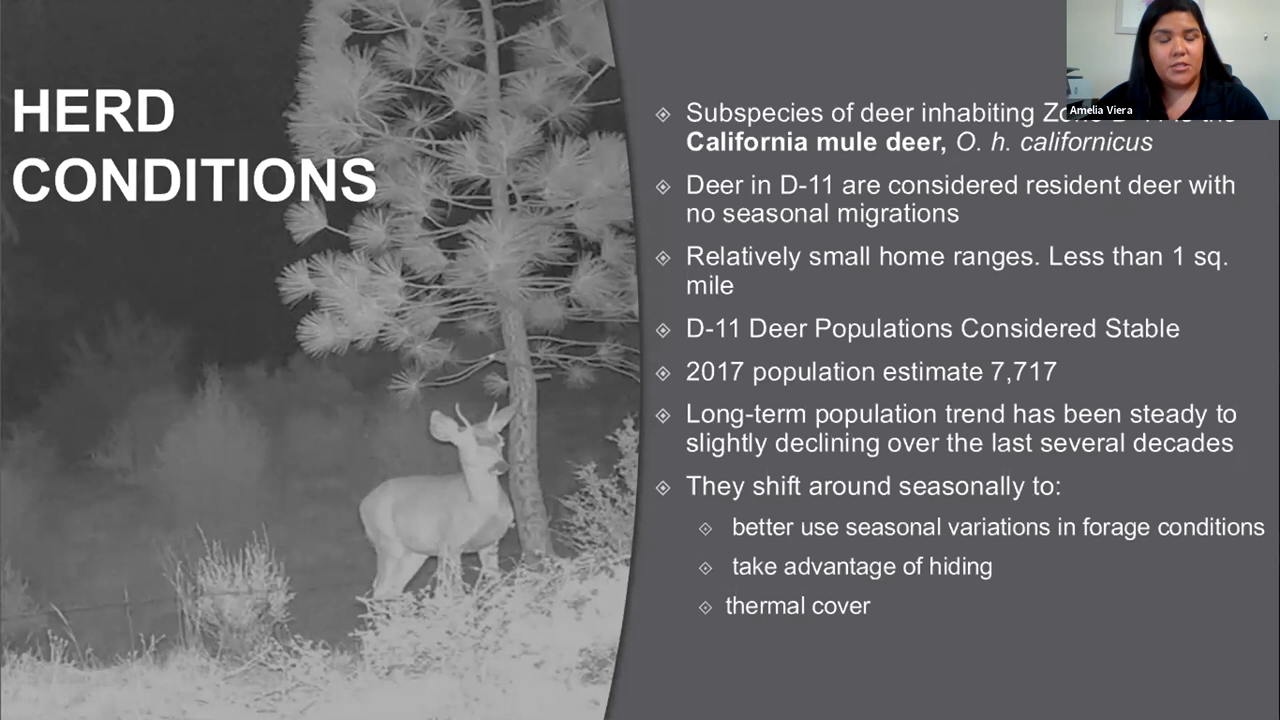 HERD
CONDITIONS
Amelia Viera
Subspecies of deer inhabiting
California mule deer, O. h. californicus
Deer in D-11 are considered resident deer with
no seasonal migrations
Relatively small home ranges. Less than 1 sq.
mile
D-11 Deer Populations Considered Stable
2017 population estimate 7,717
Long-term population trend has been steady to
slightly declining over the last several decades
They shift around seasonally to:
better use seasonal variations in forage conditions
take advantage of hiding
thermal cover